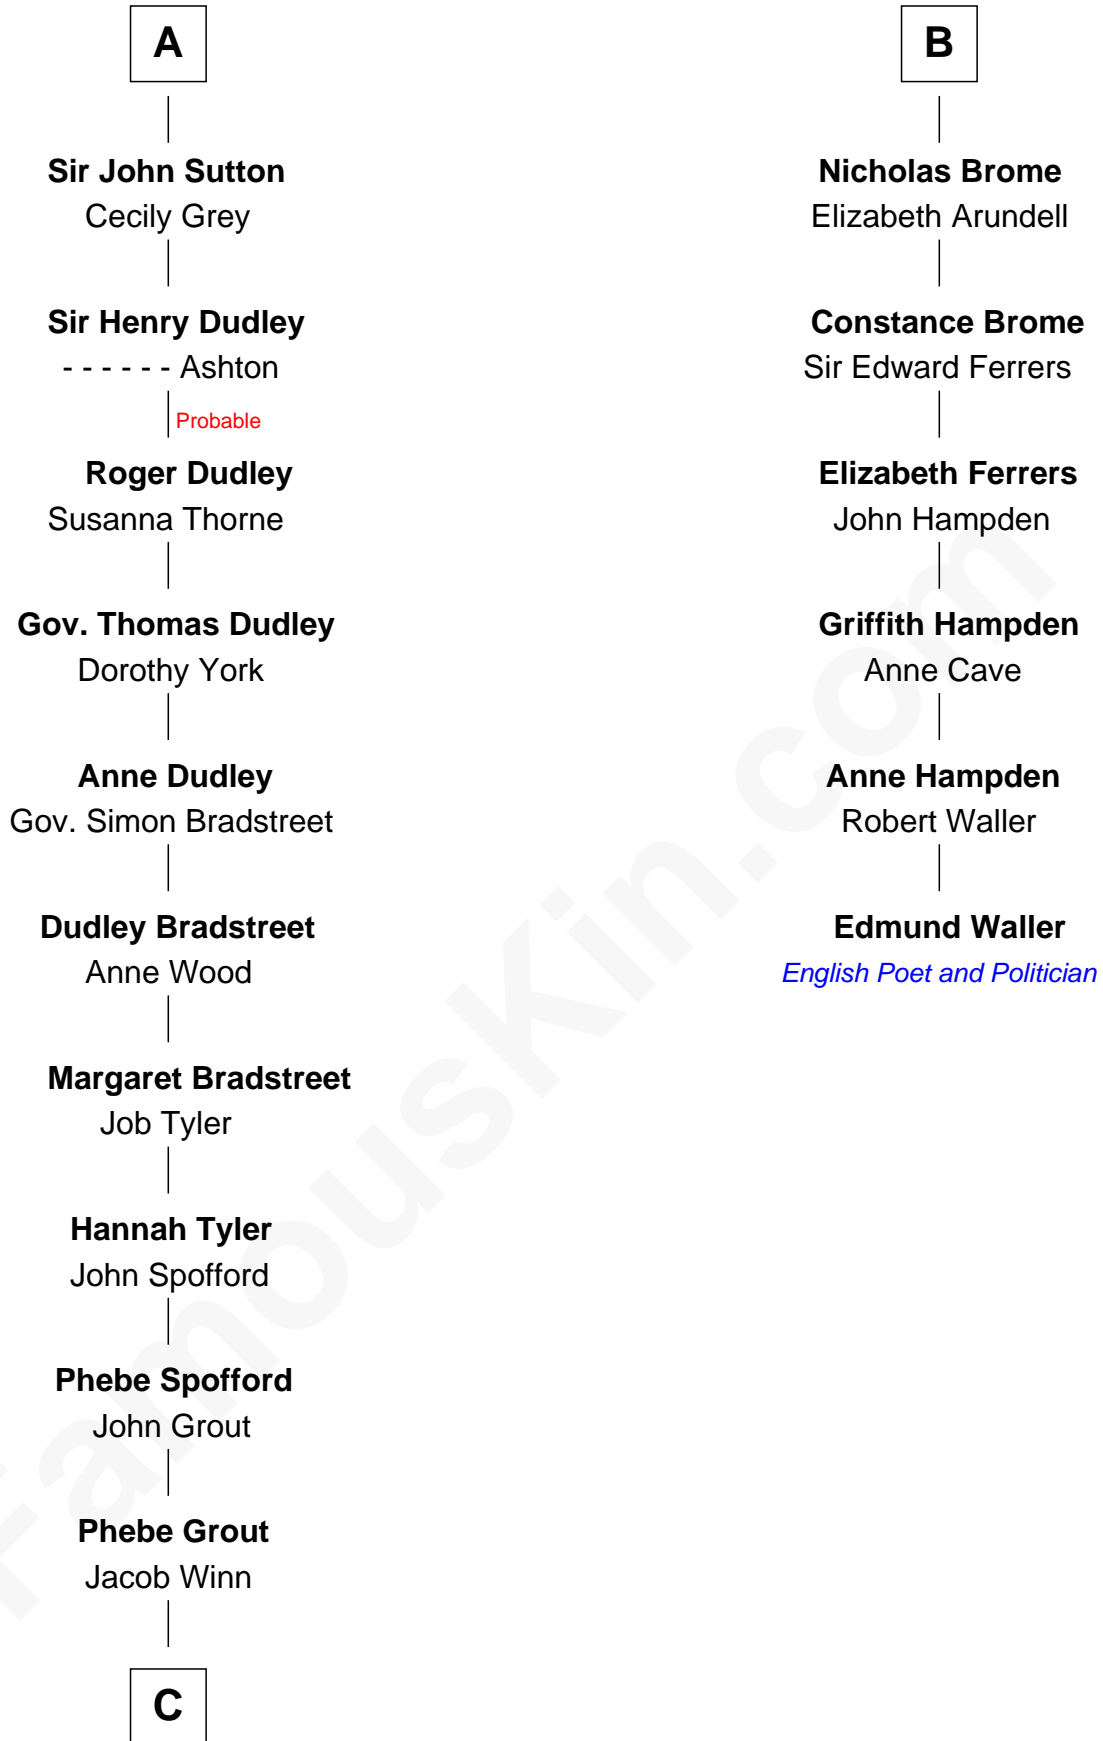 A
Sir John Sutton
Cecily Grey
Sir Henry Dudley
- - - - - - Ashton
Probable
Roger Dudley
Susanna Thorne
Gov. Thomas Dudley
Dorothy York
Anne Dudley
Gov. Simon Bradstreet
Dudley Bradstreet
Anne Wood
Margaret Bradstreet
Job Tyler
Hannah Tyler
John Spofford
Phebe Spofford
John Grout
Phebe Grout
Jacob Winn
C
B
Nicholas Brome
Elizabeth Arundell
Constance Brome
Sir Edward Ferrers
Elizabeth Ferrers
John Hampden
Griffith Hampden
Anne Cave
Anne Hampden
Robert Waller
Edmund Waller
English Poet and Politician
FamousKin.com